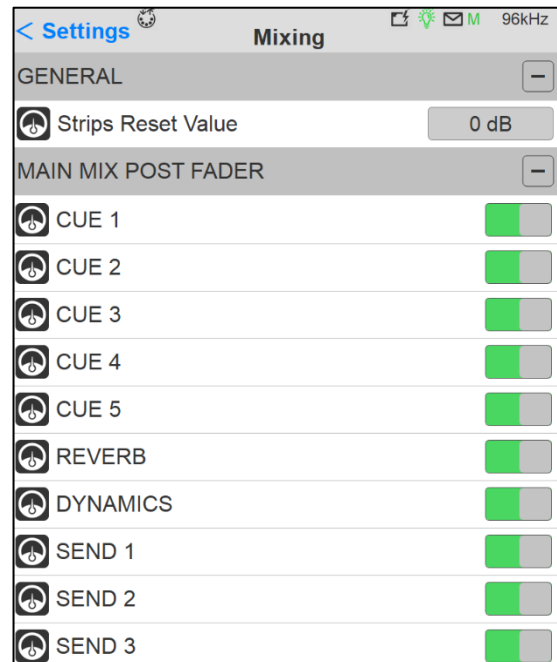 < Settings M 96kHz
Mixing
GENERAL −
Strips Reset Value 0 dB
MAIN MIX POST FADER −
CUE 1
CUE 2
CUE 3
CUE 4
CUE 5
REVERB
DYNAMICS
SEND 1
SEND 2
SEND 3